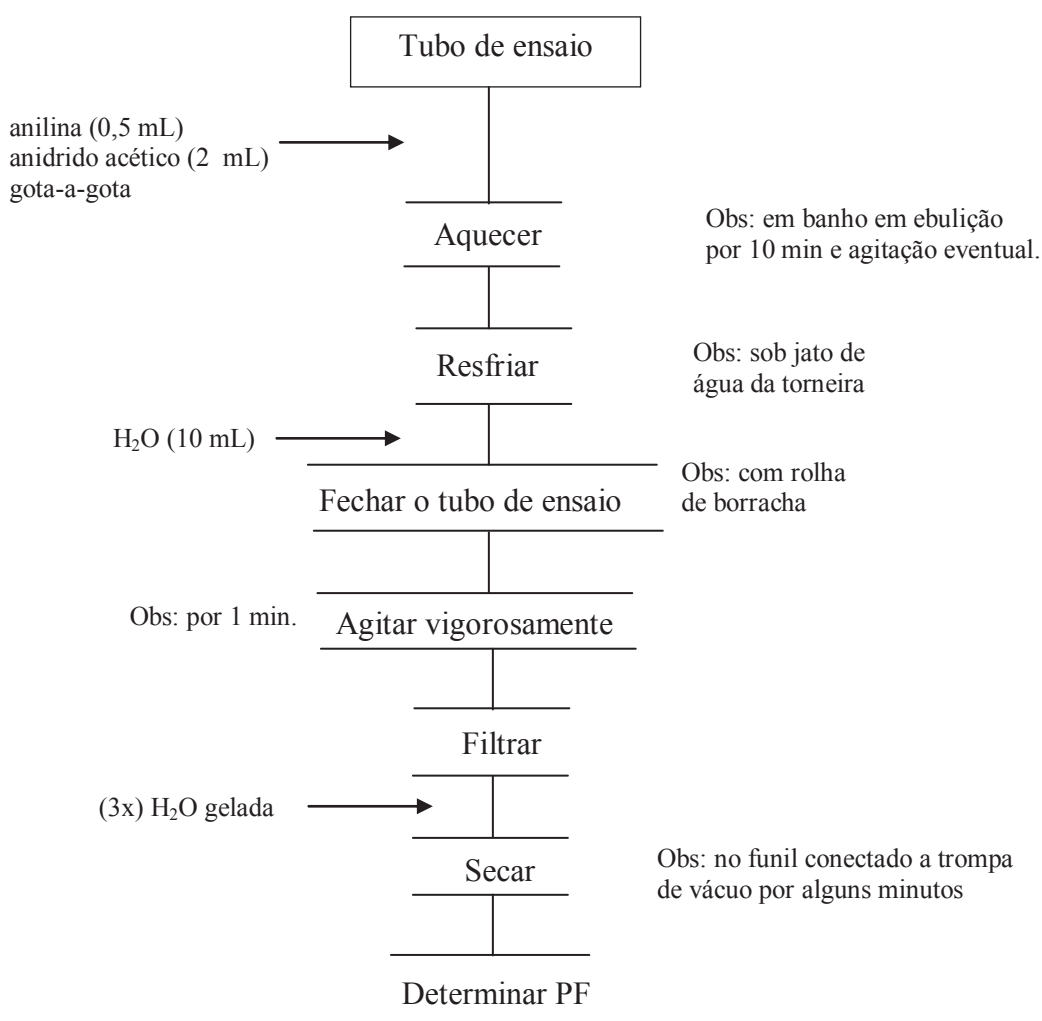 Tubo de ensaio
anilina (0,5 mL)
anidrido acético (2 mL)
gota-a-gota
Aquecer
Obs: em banho em ebulição
por 10 min e agitação eventual.
Resfriar
Obs: sob jato de
água da torneira
H₂O (10 mL)
Fechar o tubo de ensaio
Obs: com rolha
de borracha
Obs: por 1 min.
Agitar vigorosamente
Filtrar
(3x) H₂O gelada
Secar
Obs: no funil conectado a trompa
de vácuo por alguns minutos
Determinar PF